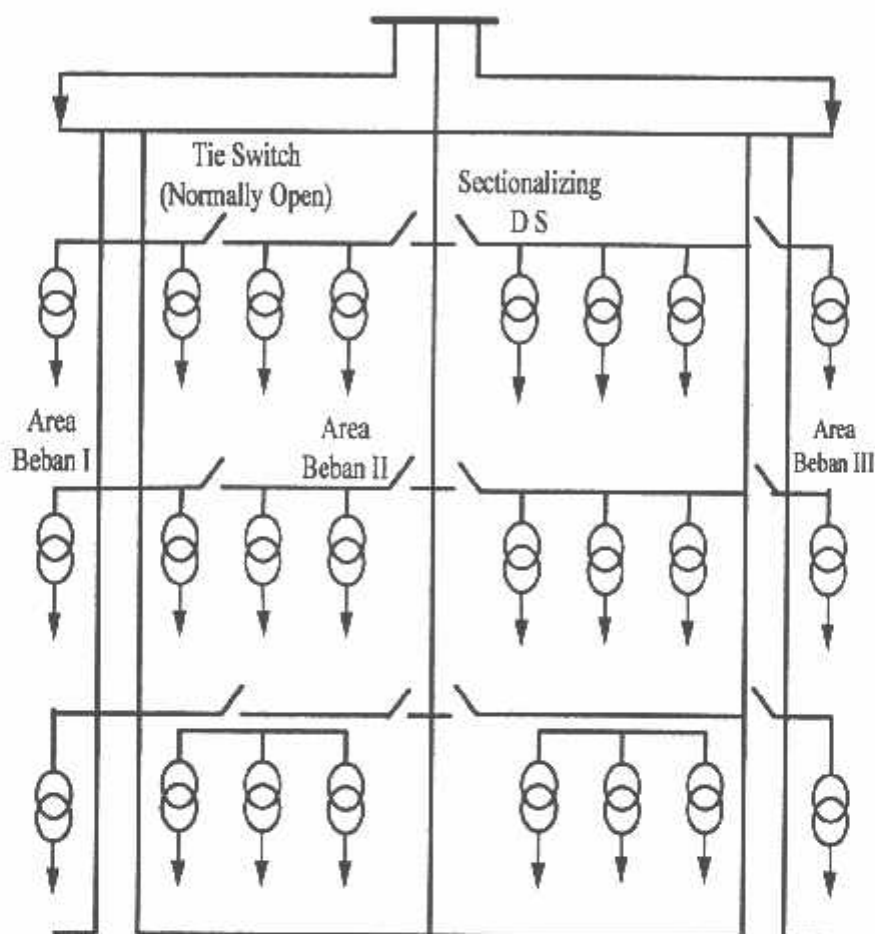 Tie Switch
(Normally Open)
Sectionalizing
D S
Area
Beban I
Area
Beban II
Area
Beban III